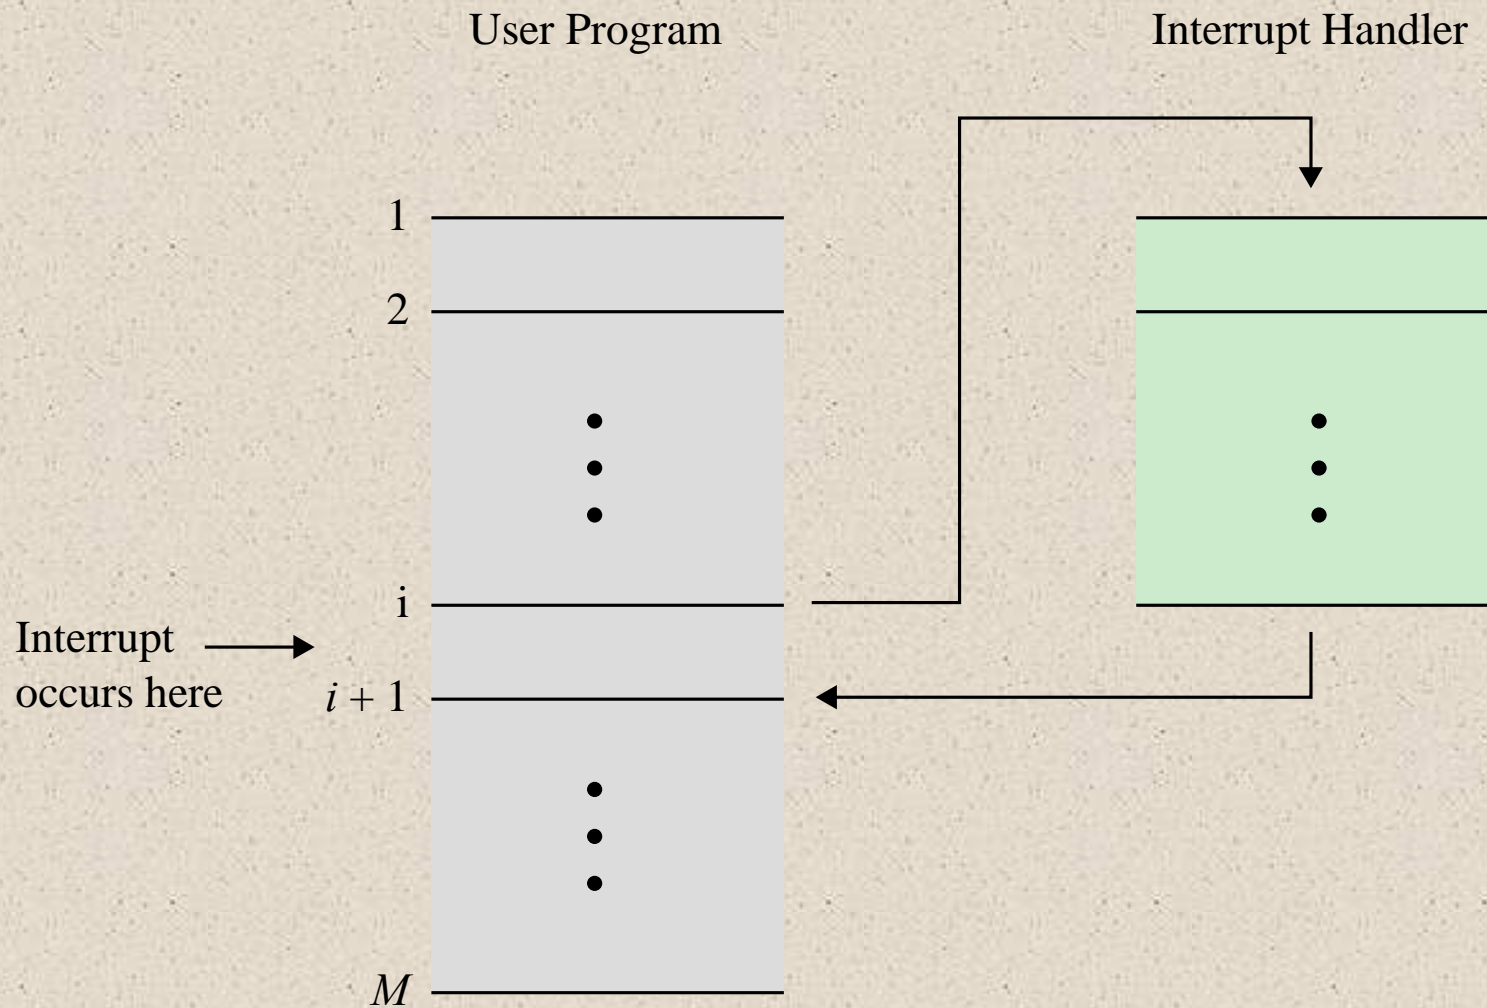 User Program
Interrupt Handler
1
2
i
Interrupt
occurs here
i + 1
M